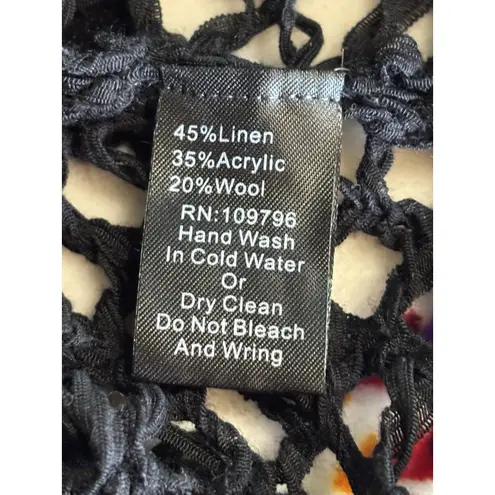 45%Linen
35%Acrylic
20%Wool
RN:109796
Hand Wash
In Cold Water
Or
Dry Clean
Do Not Bleach
And Wring